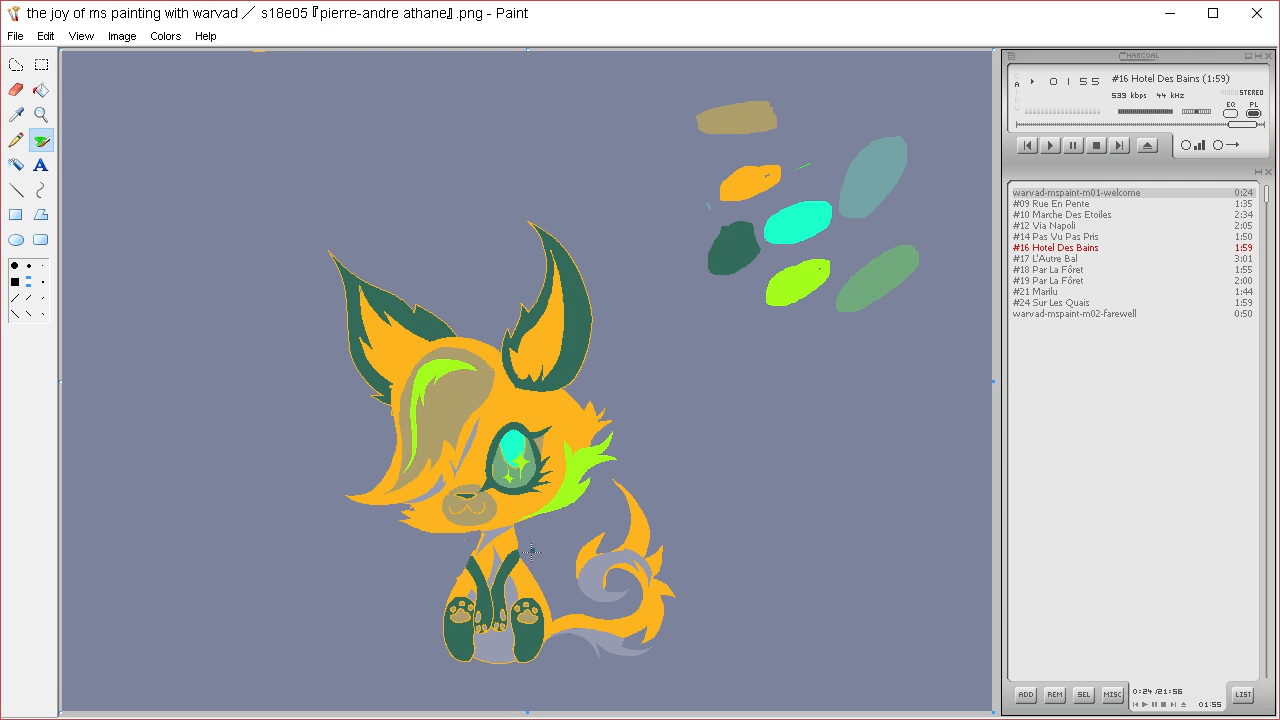 the joy of ms painting with warvad ／ s18e05『pierre-andre athane』.png - Paint
File Edit View Image Colors Help
CHARCOAL
01 55
#16 Hotel Des Bains (1:59)
539 kbps 44 kHz
STEREO
EQ PL
warvad-mspaint-m01-welcome 0:24
#09 Rue En Pente 1:35
#10 Marche Des Etoiles 2:34
#12 Via Napoli 2:05
#14 Pas Vu Pas Pris 1:50
#16 Hotel Des Bains 1:59
#17 L'Autre Bal 3:01
#18 Par La Fôret 1:55
#19 Par La Fôret 2:00
#21 Marilu 1:44
#24 Sur Les Quais 1:59
warvad-mspaint-m02-farewell 0:50
ADD REM SEL MISC 0:24/21:56 LIST
01:55